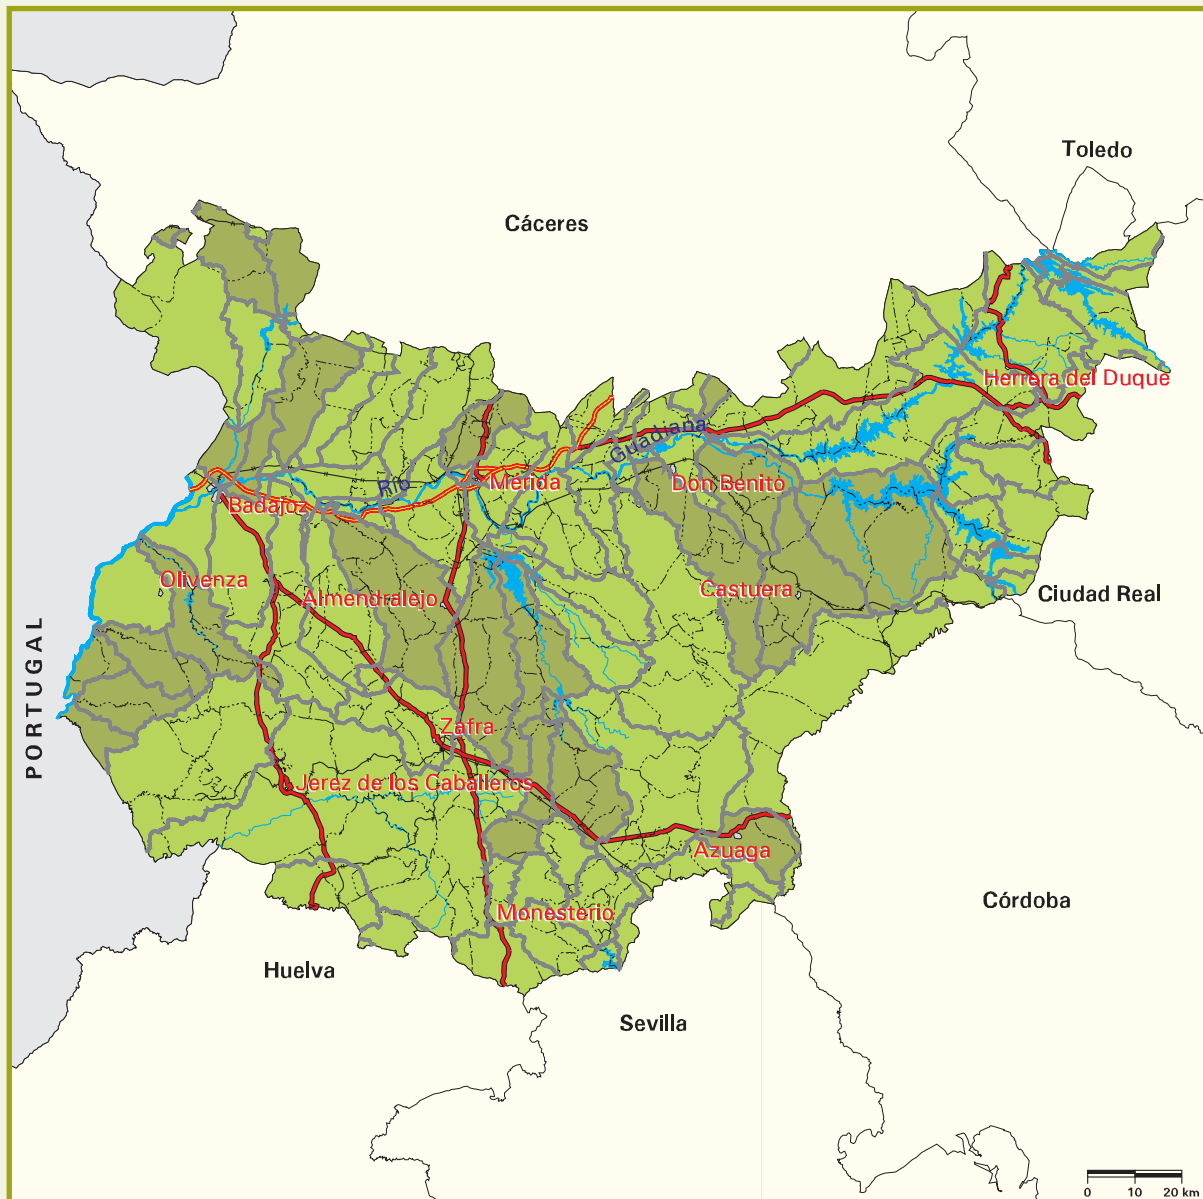 Toledo
Cáceres
Herrera del Duque
Guadiana
Río
Mérida
Don Benito
Badajoz
Olivenza
Almendralejo
Castuera
Ciudad Real
PORTUGAL
Zafra
Jerez de los Caballeros
Azuaga
Córdoba
Monesterio
Huelva
Sevilla
0 10 20 km